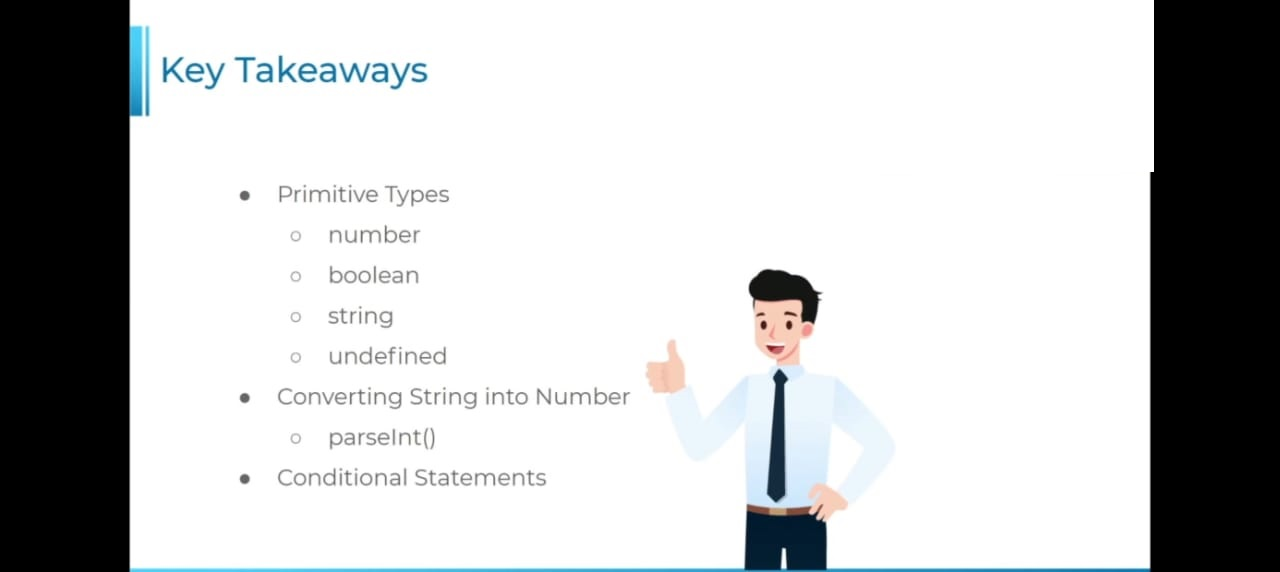 Key Takeaways
● Primitive Types
○ number
○ boolean
○ string
○ undefined
● Converting String into Number
○ parseInt()
● Conditional Statements